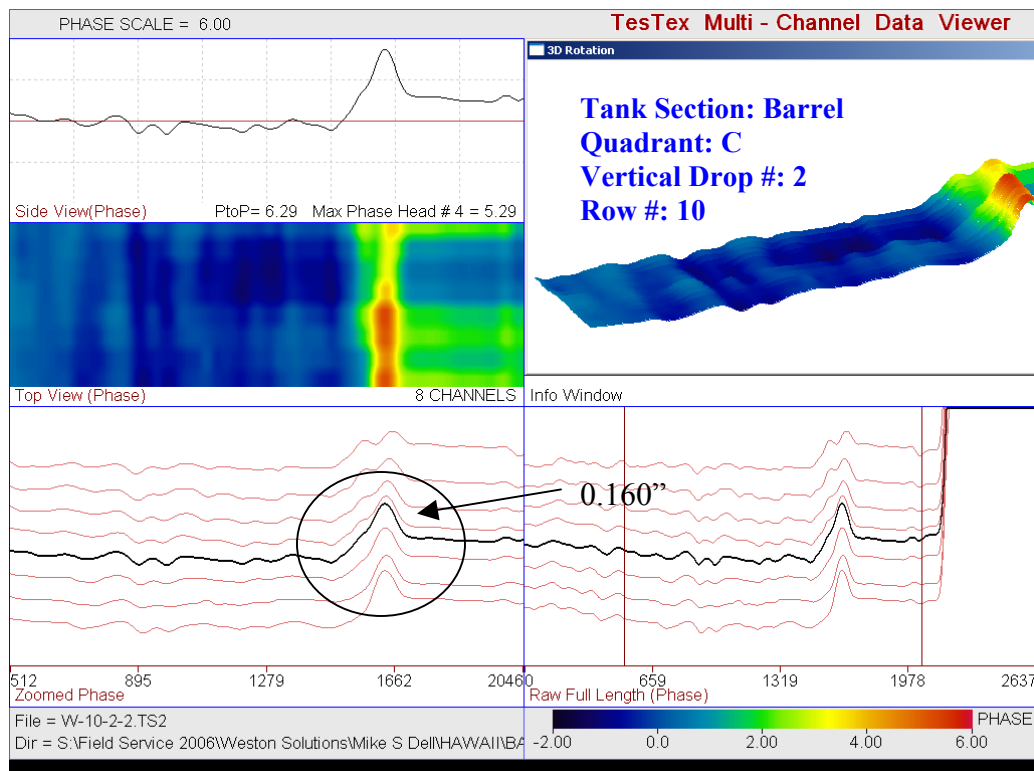 PHASE SCALE = 6.00
TesTex Multi - Channel Data Viewer
3D Rotation
Tank Section: Barrel
Quadrant: C
Vertical Drop #: 2
Row #: 10
Side View(Phase) PtoP= 6.29 Max Phase Head # 4 = 5.29
Top View (Phase) 8 CHANNELS
Info Window
0.160”
512 895 1279 1662 2046
Zoomed Phase
0 659 1319 1978 2637
Raw Full Length (Phase)
File = W-10-2-2.TS2
Dir = S:\Field Service 2006\Weston Solutions\Mike S Dell\HAWAII\BA
PHASE
-2.00 0.0 2.00 4.00 6.00